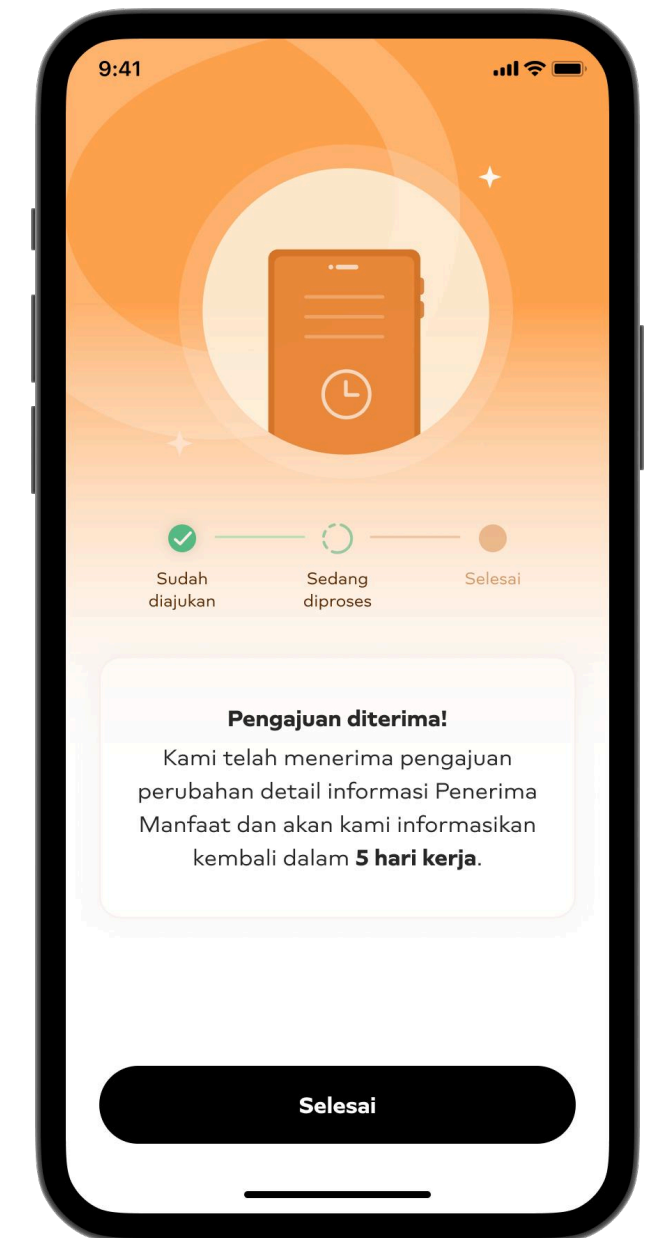 9:41
Sudah
diajukan
Sedang
diproses
Selesai
Pengajuan diterima!
Kami telah menerima pengajuan
perubahan detail informasi Penerima
Manfaat dan akan kami informasikan
kembali dalam 5 hari kerja.
Selesai